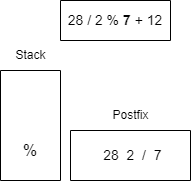 28 / 2 % 7 + 12
Stack
%
Postfix
28 2 / 7